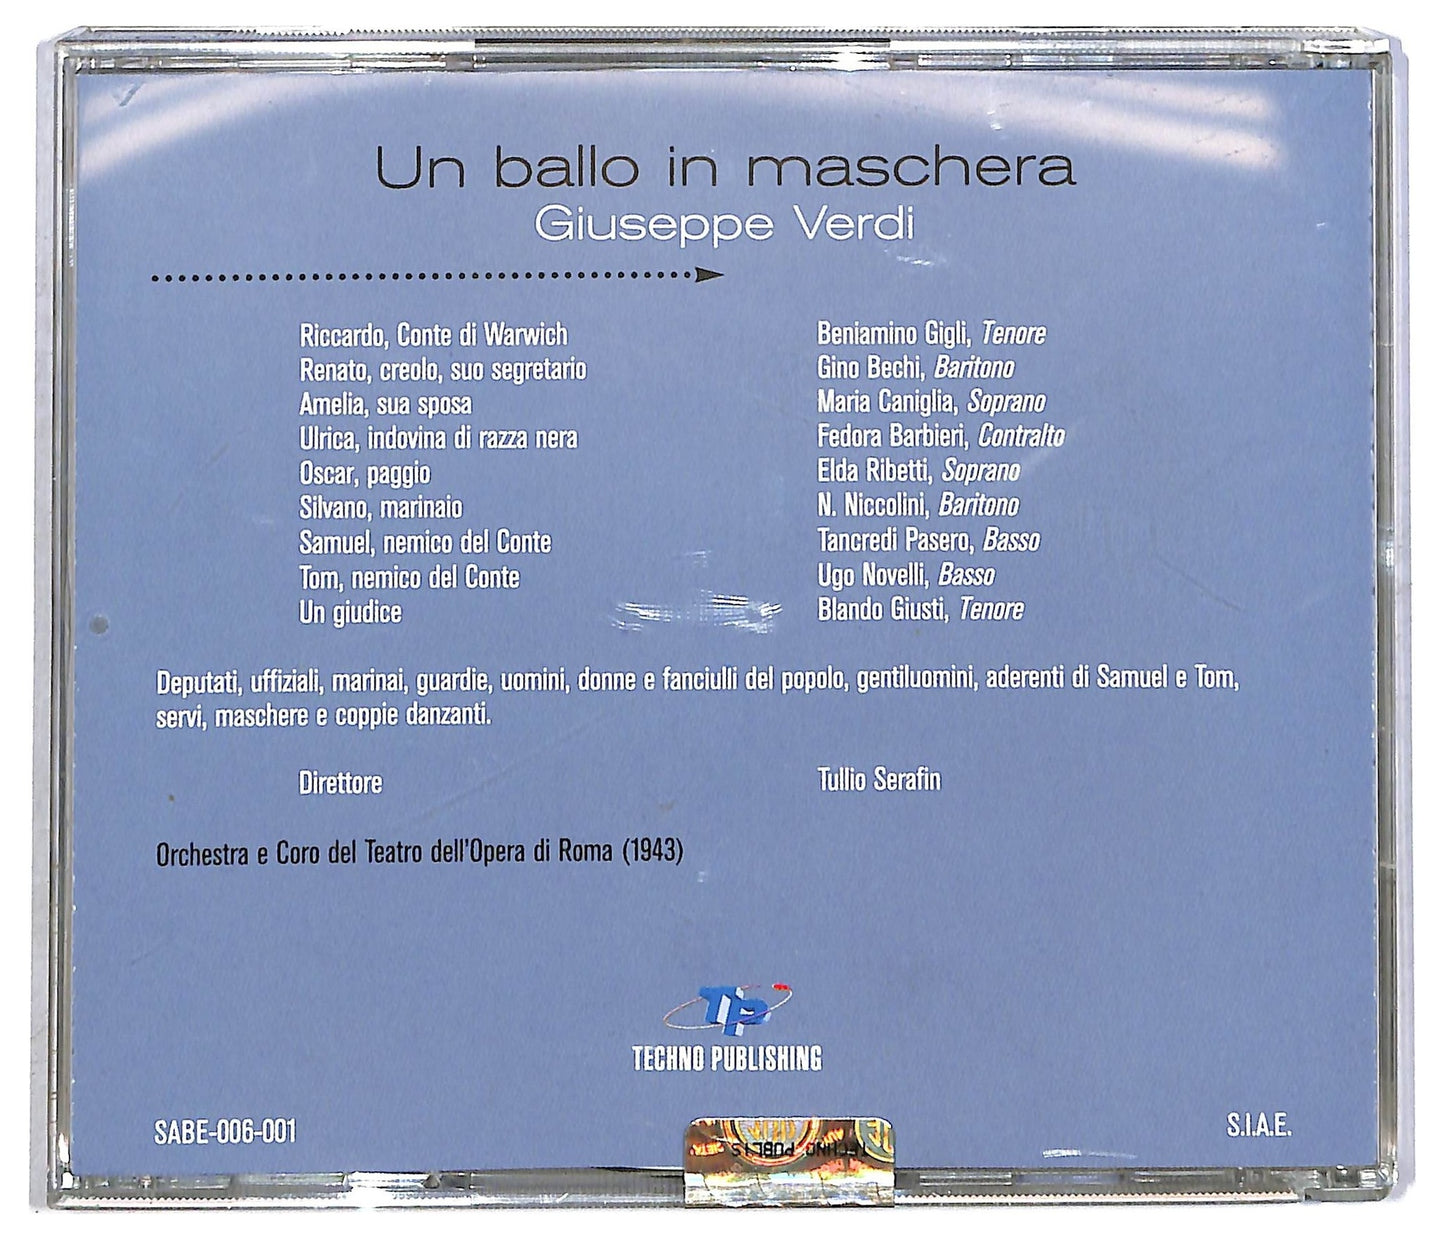 Un ballo in maschera
Giuseppe Verdi
Riccardo, Conte di Warwich Beniamino Gigli, Tenore
Renato, creolo, suo segretario Gino Bechi, Baritono
Amelia, sua sposa Maria Caniglia, Soprano
Ulrica, indovina di razza nera Fedora Barbieri, Contralto
Oscar, paggio Elda Ribetti, Soprano
Silvano, marinaio N. Niccolini, Baritono
Samuel, nemico del Conte Tancredi Pasero, Basso
Tom, nemico del Conte Ugo Novelli, Basso
Un giudice Blando Giusti, Tenore
Deputati, uffiziali, marinai, guardie, uomini, donne e fanciulli del popolo, gentiluomini, aderenti di Samuel e Tom,
servi, maschere e coppie danzanti.
Direttore Tullio Serafin
Orchestra e Coro del Teatro dell'Opera di Roma (1943)
TP
TECHNO PUBLISHING
SABE-006-001 S.I.A.E.
TECHNO PUBLIS